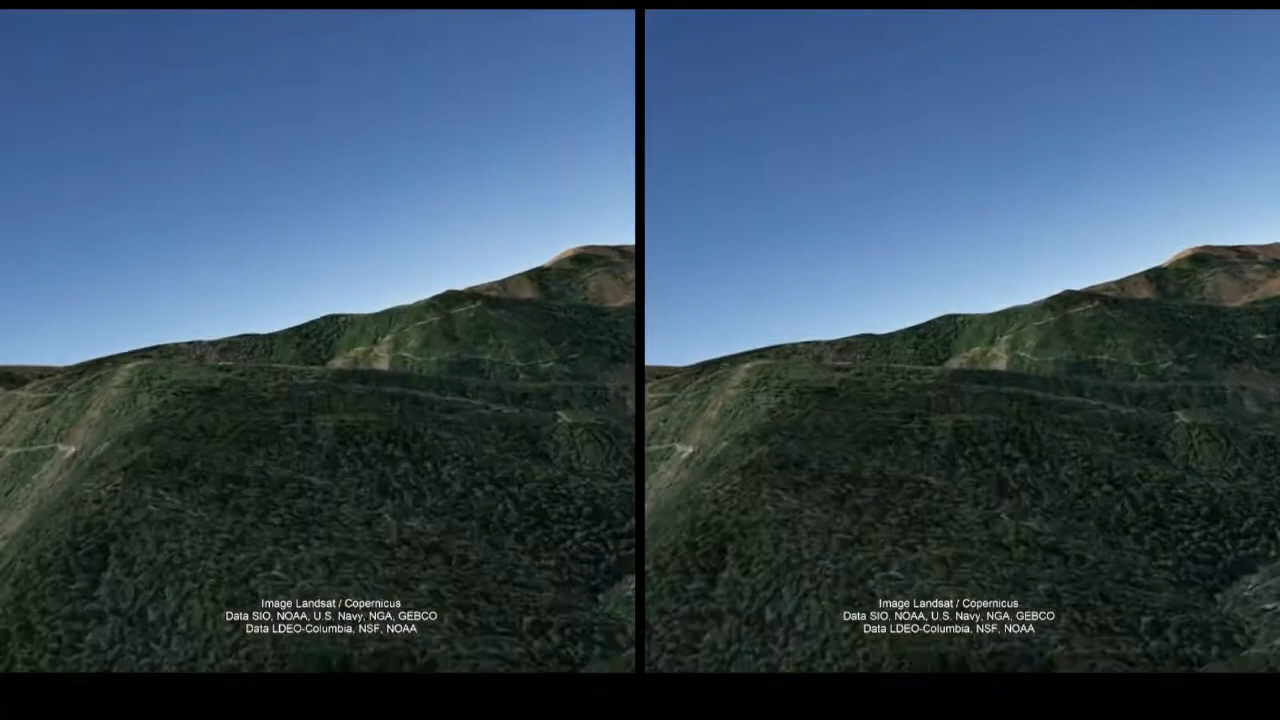 Image Landsat / Copernicus
Data SIO, NOAA, U.S. Navy, NGA, GEBCO
Data LDEO-Columbia, NSF, NOAA
Image Landsat / Copernicus
Data SIO, NOAA, U.S. Navy, NGA, GEBCO
Data LDEO-Columbia, NSF, NOAA